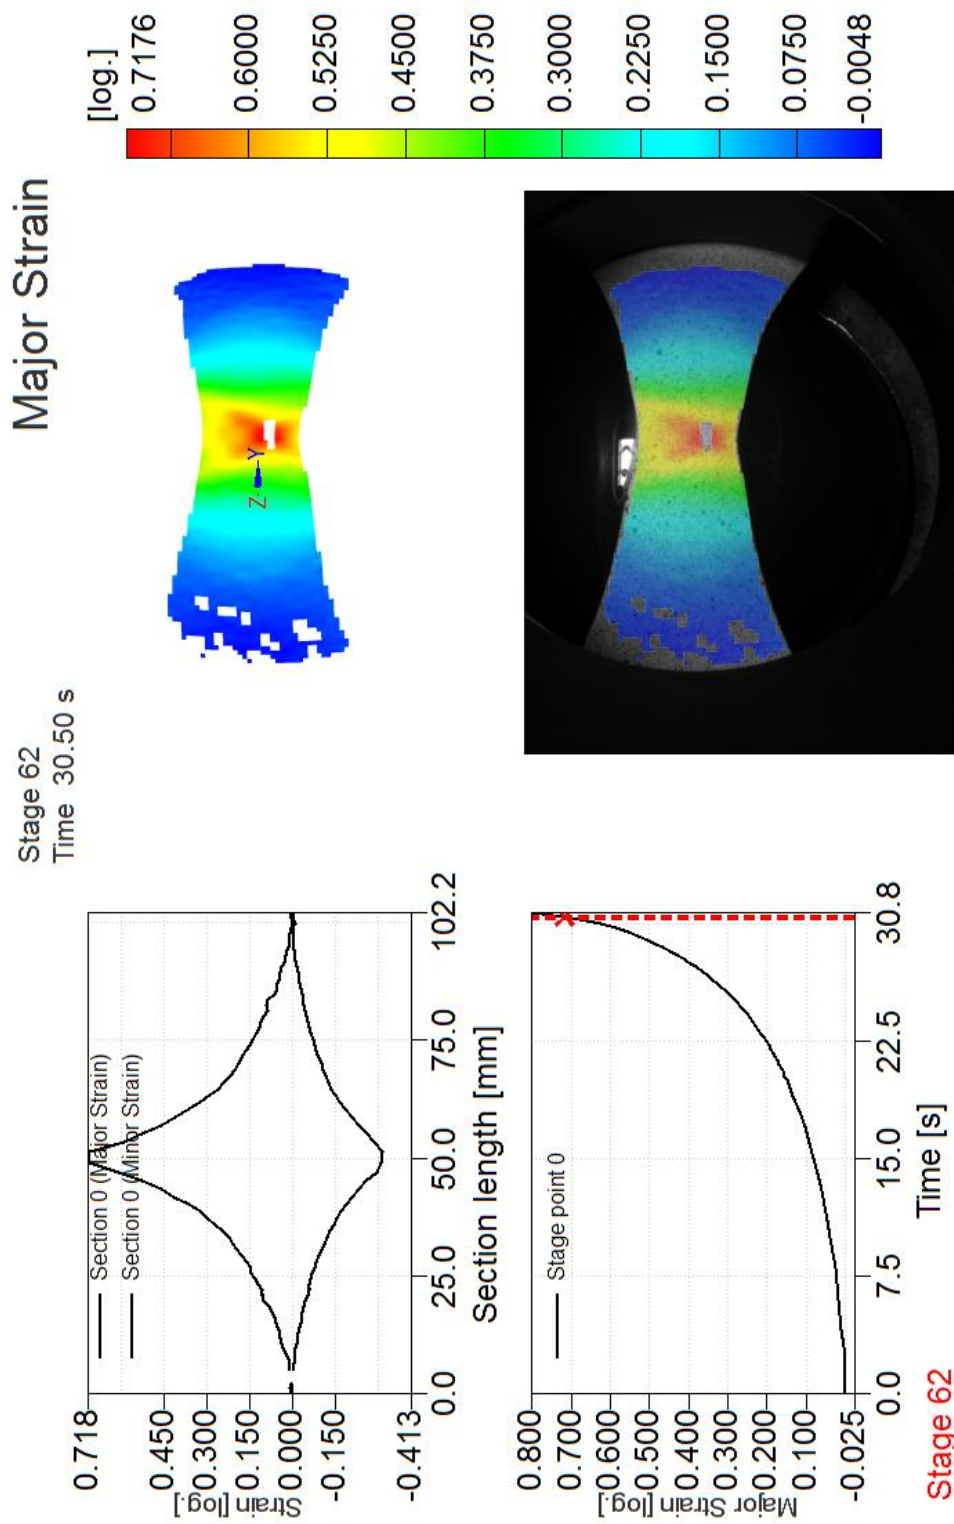 Stage 62
Time 30.50 s
Major Strain
[log.]
0.7176
0.6000
0.5250
0.4500
0.3750
0.3000
0.2250
0.1500
0.0750
-0.0048
Z
Y
Strain [log.]
0.718
0.450
0.300
0.150
0.000
-0.150
-0.413
Section 0 (Major Strain)
Section 0 (Minor Strain)
0.0
25.0
50.0
75.0
102.2
Section length [mm]
Major Strain [log.]
0.800
0.700
0.600
0.500
0.400
0.300
0.200
0.100
-0.025
Stage point 0
0.0
7.5
15.0
22.5
30.8
Time [s]
Stage 62